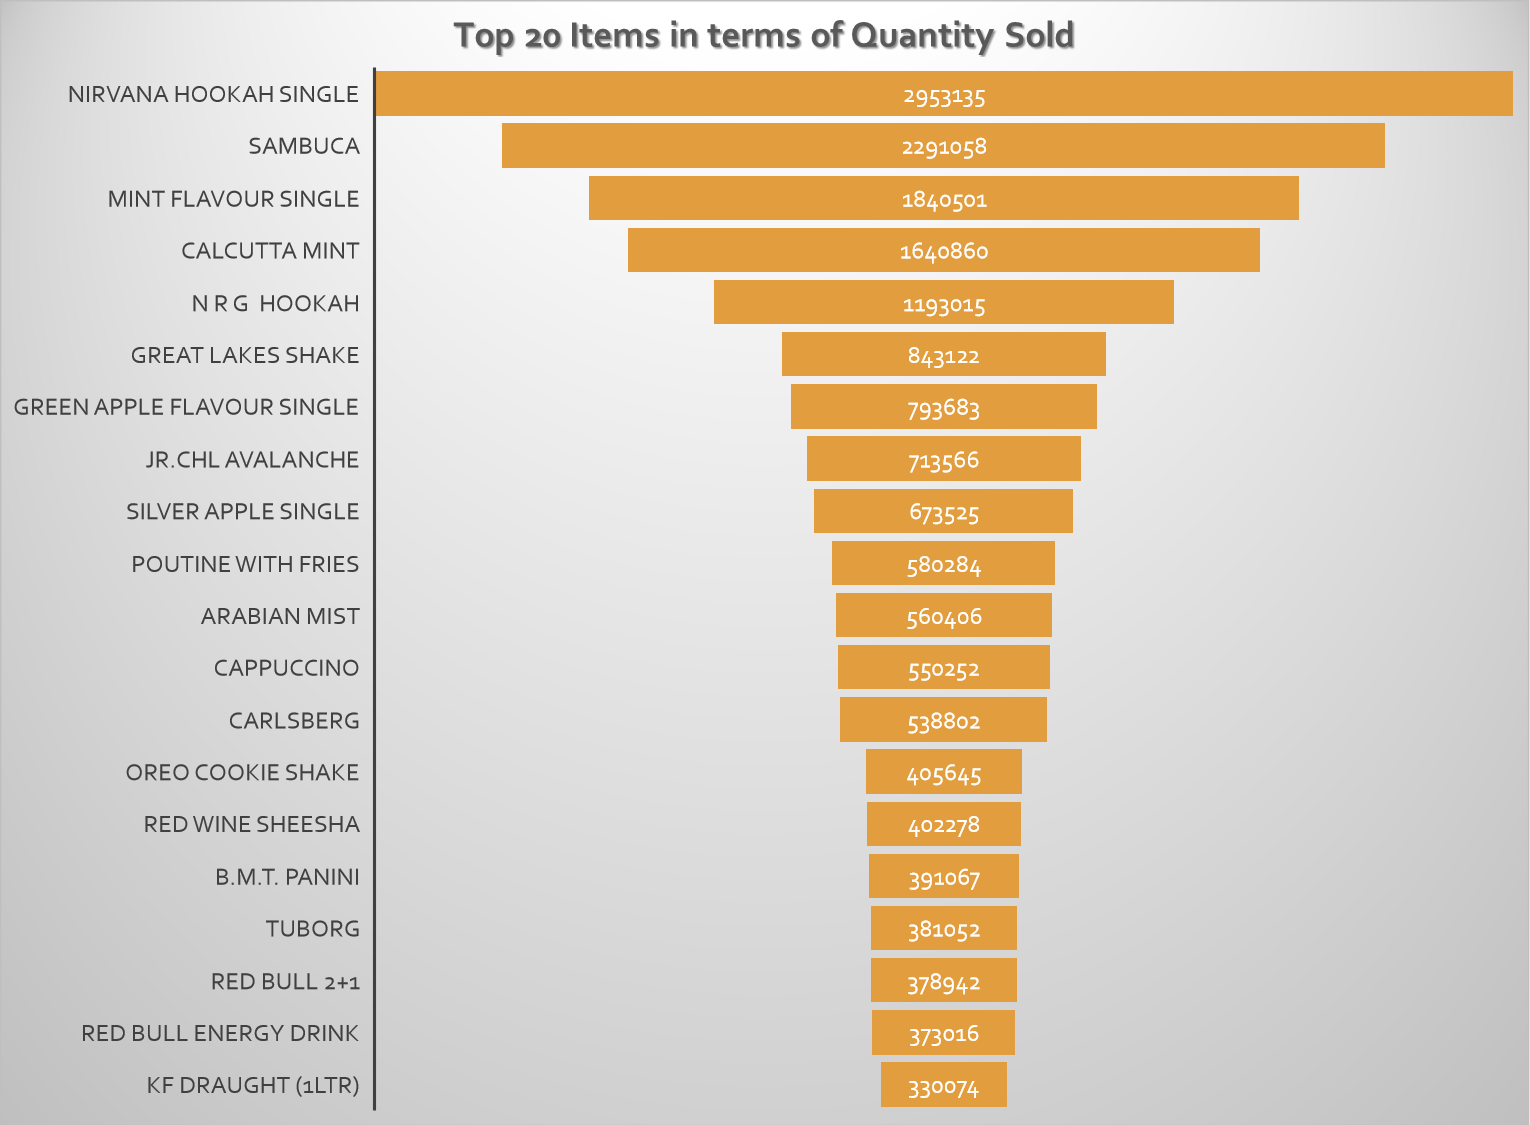 Top 20 Items in terms of Quantity Sold
NIRVANA HOOKAH SINGLE 2953135
SAMBUCA 2291058
MINT FLAVOUR SINGLE 1840501
CALCUTTA MINT 1640860
N R G  HOOKAH 1193015
GREAT LAKES SHAKE 843122
GREEN APPLE FLAVOUR SINGLE 793683
JR.CHL AVALANCHE 713566
SILVER APPLE SINGLE 673525
POUTINE WITH FRIES 580284
ARABIAN MIST 560406
CAPPUCCINO 550252
CARLSBERG 538802
OREO COOKIE SHAKE 405645
RED WINE SHEESHA 402278
B.M.T. PANINI 391067
TUBORG 381052
RED BULL 2+1 378942
RED BULL ENERGY DRINK 373016
KF DRAUGHT (1LTR) 330074